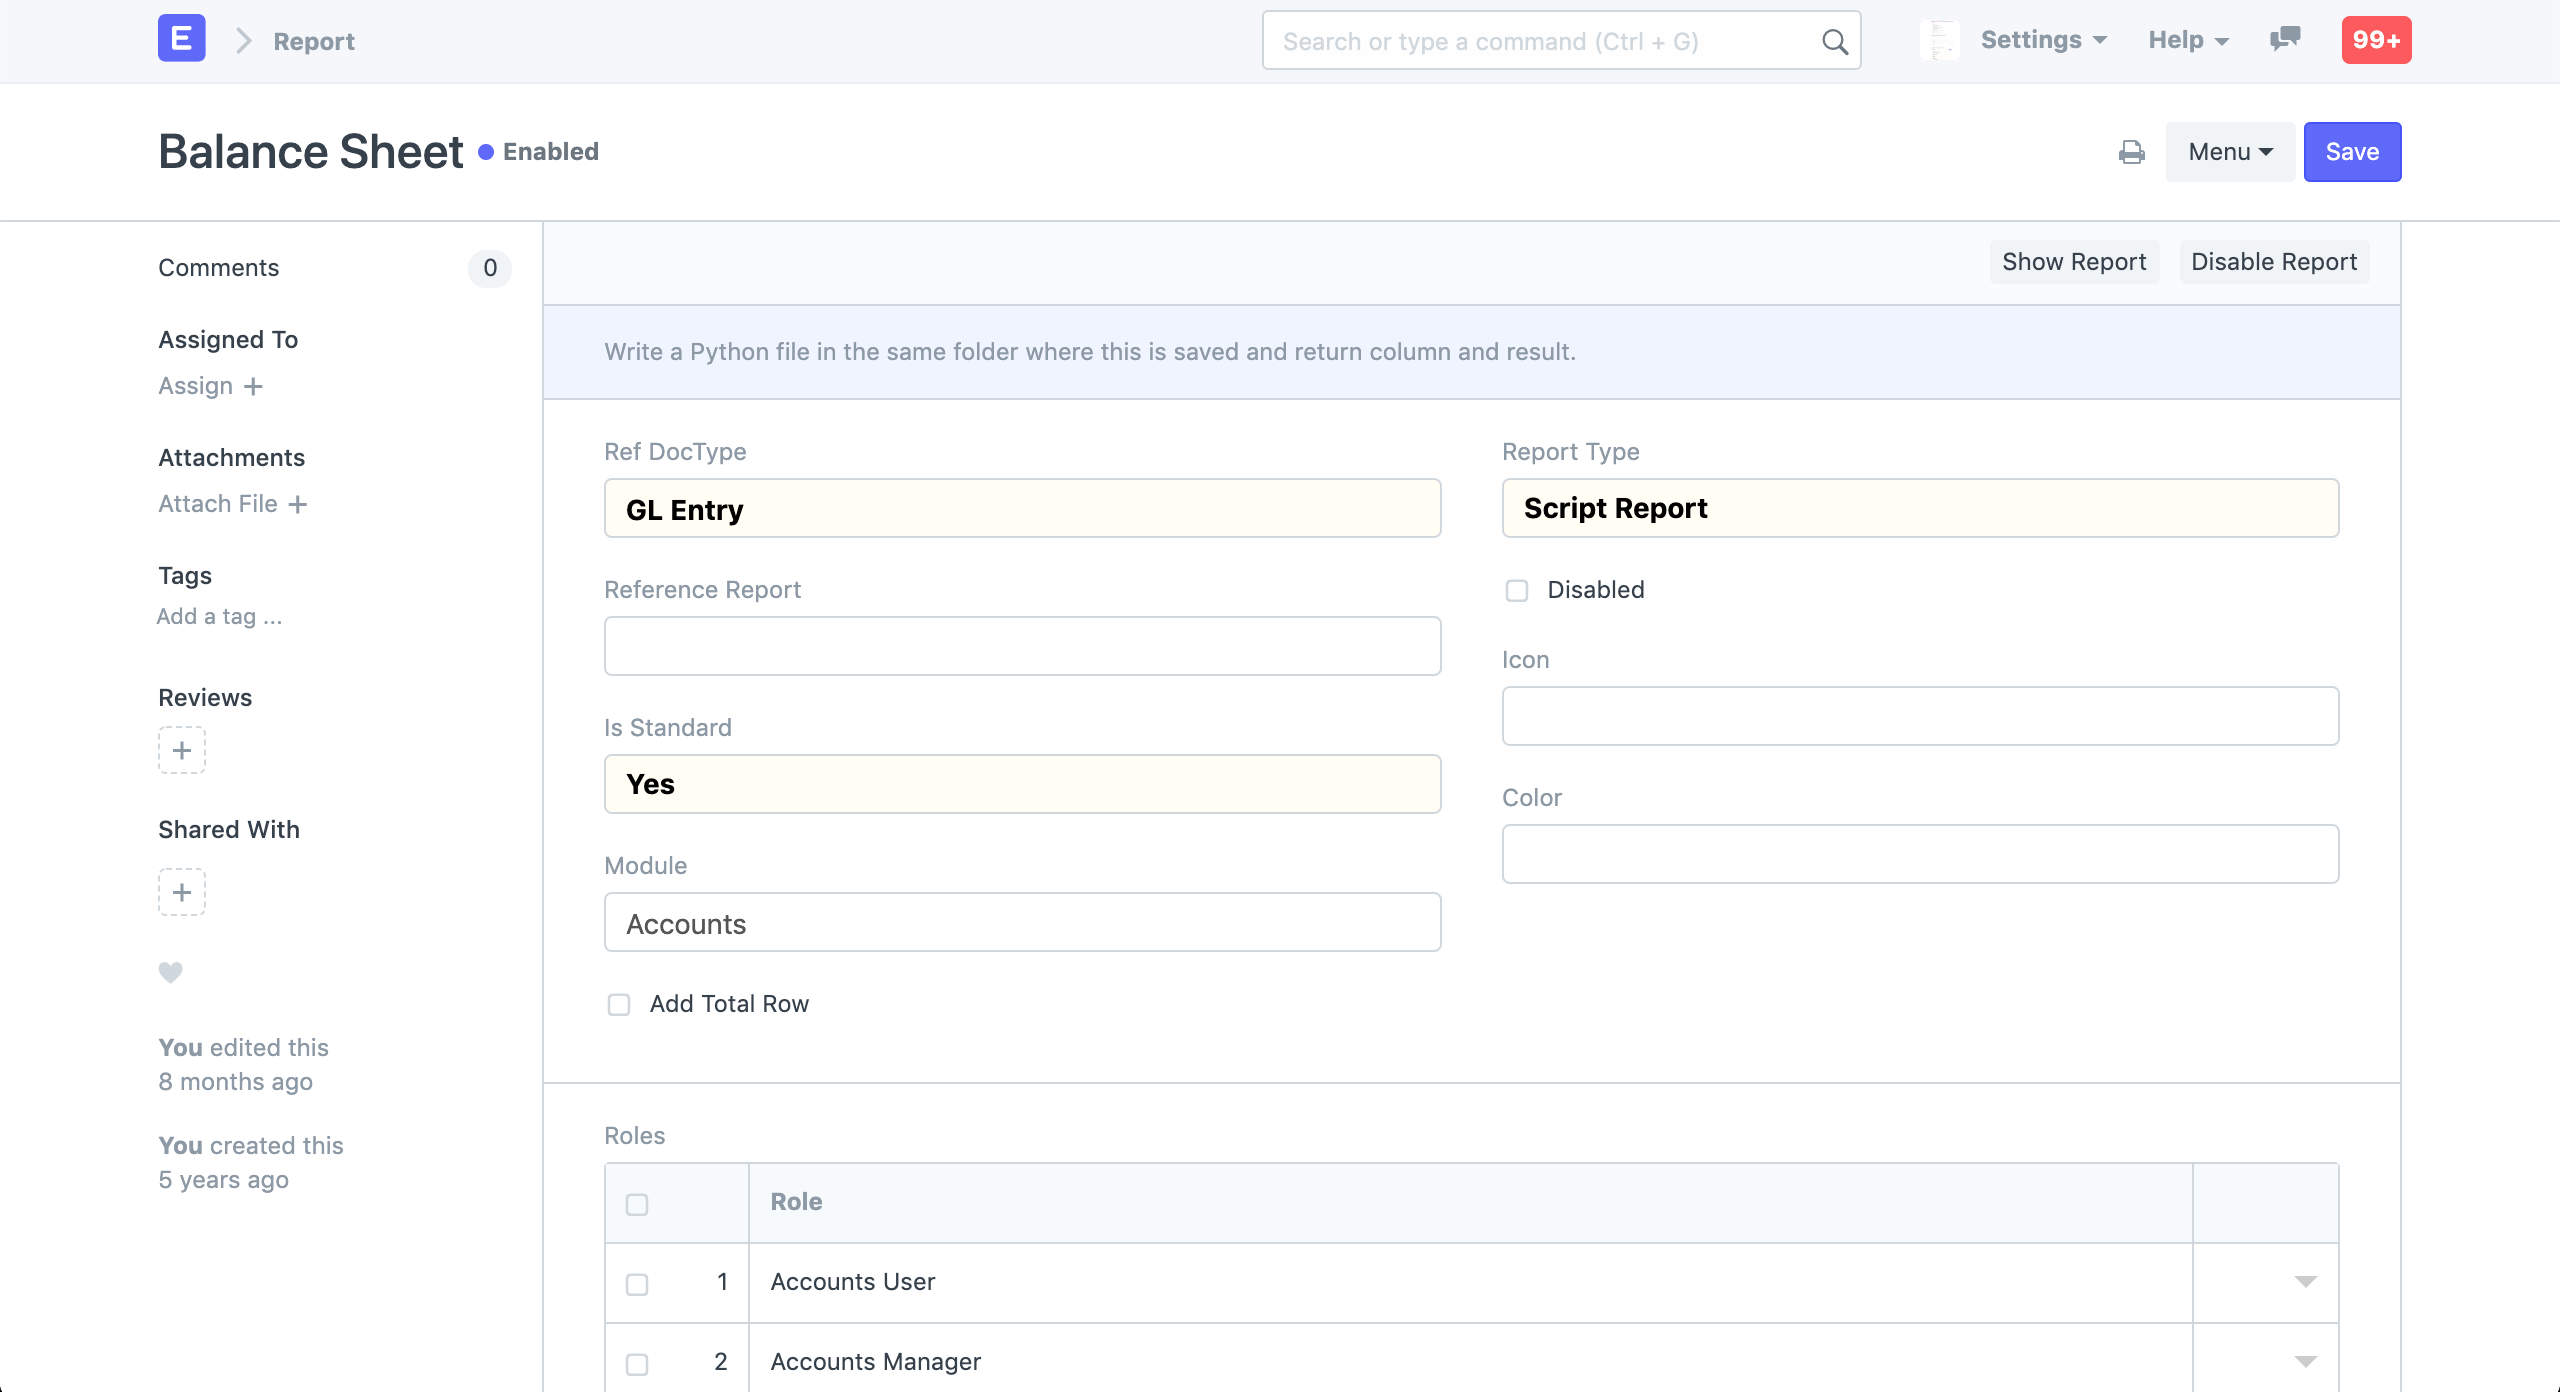 E
Report
Search or type a command (Ctrl + G)
Settings
Help
99+
Balance Sheet
Enabled
Menu
Save
Comments
0
Assigned To
Assign +
Attachments
Attach File +
Tags
Add a tag ...
Reviews
+
Shared With
+
You edited this
8 months ago
You created this
5 years ago
Show Report
Disable Report
Write a Python file in the same folder where this is saved and return column and result.
Ref DocType
GL Entry
Reference Report
Is Standard
Yes
Module
Accounts
Add Total Row
Report Type
Script Report
Disabled
Icon
Color
Roles
Role
1 Accounts User
2 Accounts Manager